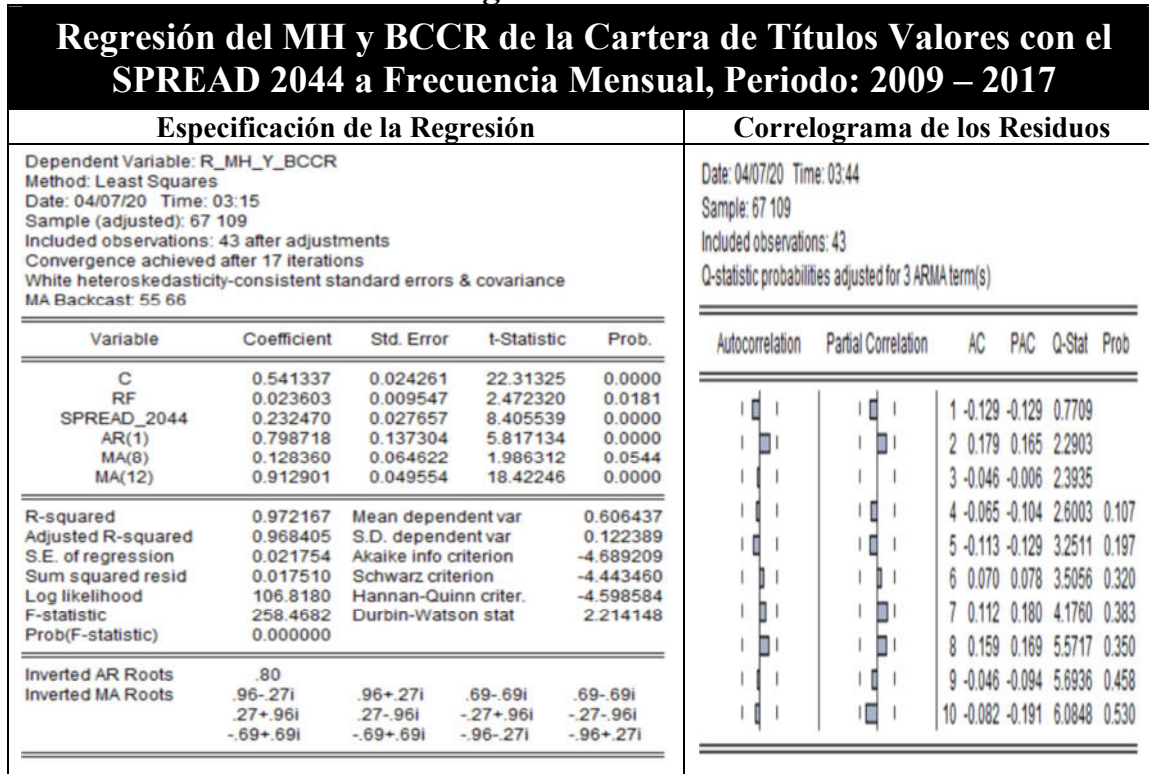 Regresión del MH y BCCR de la Cartera de Títulos Valores con el
SPREAD 2044 a Frecuencia Mensual, Periodo: 2009 – 2017
Especificación de la Regresión
Dependent Variable: R_MH_Y_BCCR
Method: Least Squares
Date: 04/07/20 Time: 03:15
Sample (adjusted): 67 109
Included observations: 43 after adjustments
Convergence achieved after 17 iterations
White heteroskedasticity-consistent standard errors & covariance
MA Backcast: 55 66
Variable Coefficient Std. Error t-Statistic Prob.
C 0.541337 0.024261 22.31325 0.0000
RF 0.023603 0.009547 2.472320 0.0181
SPREAD_2044 0.232470 0.027657 8.405539 0.0000
AR(1) 0.798718 0.137304 5.817134 0.0000
MA(8) 0.128360 0.064622 1.986312 0.0544
MA(12) 0.912901 0.049554 18.42246 0.0000
R-squared 0.972167 Mean dependent var 0.606437
Adjusted R-squared 0.968405 S.D. dependent var 0.122389
S.E. of regression 0.021754 Akaike info criterion -4.689209
Sum squared resid 0.017510 Schwarz criterion -4.443460
Log likelihood 106.8180 Hannan-Quinn criter. -4.598584
F-statistic 258.4682 Durbin-Watson stat 2.214148
Prob(F-statistic) 0.000000
Inverted AR Roots .80
Inverted MA Roots .96-.27i .96+.27i .69-.69i .69-.69i
.27+.96i .27-.96i -.27+.96i -.27-.96i
-.69+.69i -.69+.69i -.96-.27i -.96+.27i
Correlograma de los Residuos
Date: 04/07/20 Time: 03:44
Sample: 67 109
Included observations: 43
Q-statistic probabilities adjusted for 3 ARMA term(s)
Autocorrelation Partial Correlation AC PAC Q-Stat Prob
1 -0.129 -0.129 0.7709
2 0.179 0.165 2.2903
3 -0.046 -0.006 2.3935
4 -0.065 -0.104 2.6003 0.107
5 -0.113 -0.129 3.2511 0.197
6 0.070 0.078 3.5056 0.320
7 0.112 0.180 4.1760 0.383
8 0.159 0.169 5.5717 0.350
9 -0.046 -0.094 5.6936 0.458
10 -0.082 -0.191 6.0848 0.530